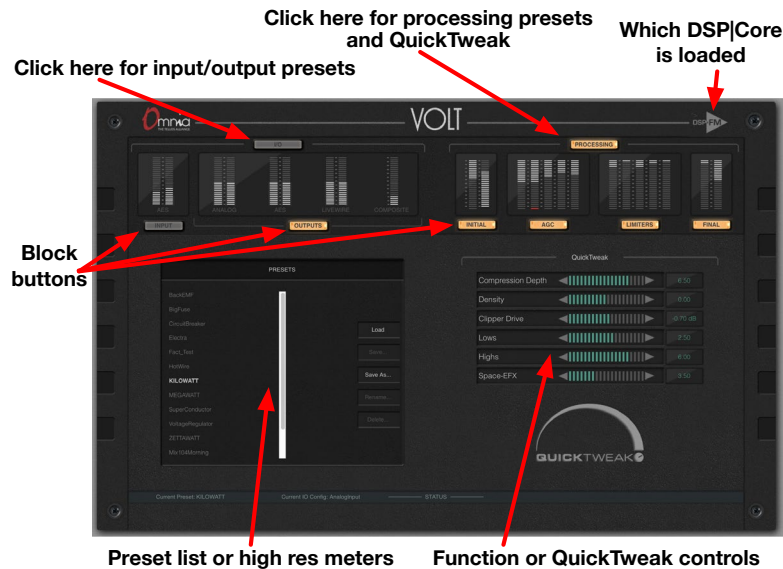 Click here for processing presets
and QuickTweak
Which DSP|Core
is loaded
Click here for input/output presets
Omnia
VOLT
DSP FM
I/O
PROCESSING
AES
ANALOG
AES
LIVEWIRE
COMPOSITE
INPUT
OUTPUTS
INITIAL
AGC
LIMITERS
FINAL
Block
buttons
PRESETS
BackEMF
BigFuse
CircuitBreaker
Electra
Fact_Test
HotWire
KILOWATT
MEGAWATT
SuperConductor
VoltageRegulator
ZETTAWATT
Mix104Morning
Load
Save...
Save As...
Rename...
Delete...
QuickTweak
Compression Depth 6.50
Density 0.00
Clipper Drive -0.70 dB
Lows 2.50
Highs 6.00
Space-EFX 3.50
QUICKTWEAK
Current Preset: KILOWATT Current IO Config: AnalogInput STATUS
Preset list or high res meters
Function or QuickTweak controls